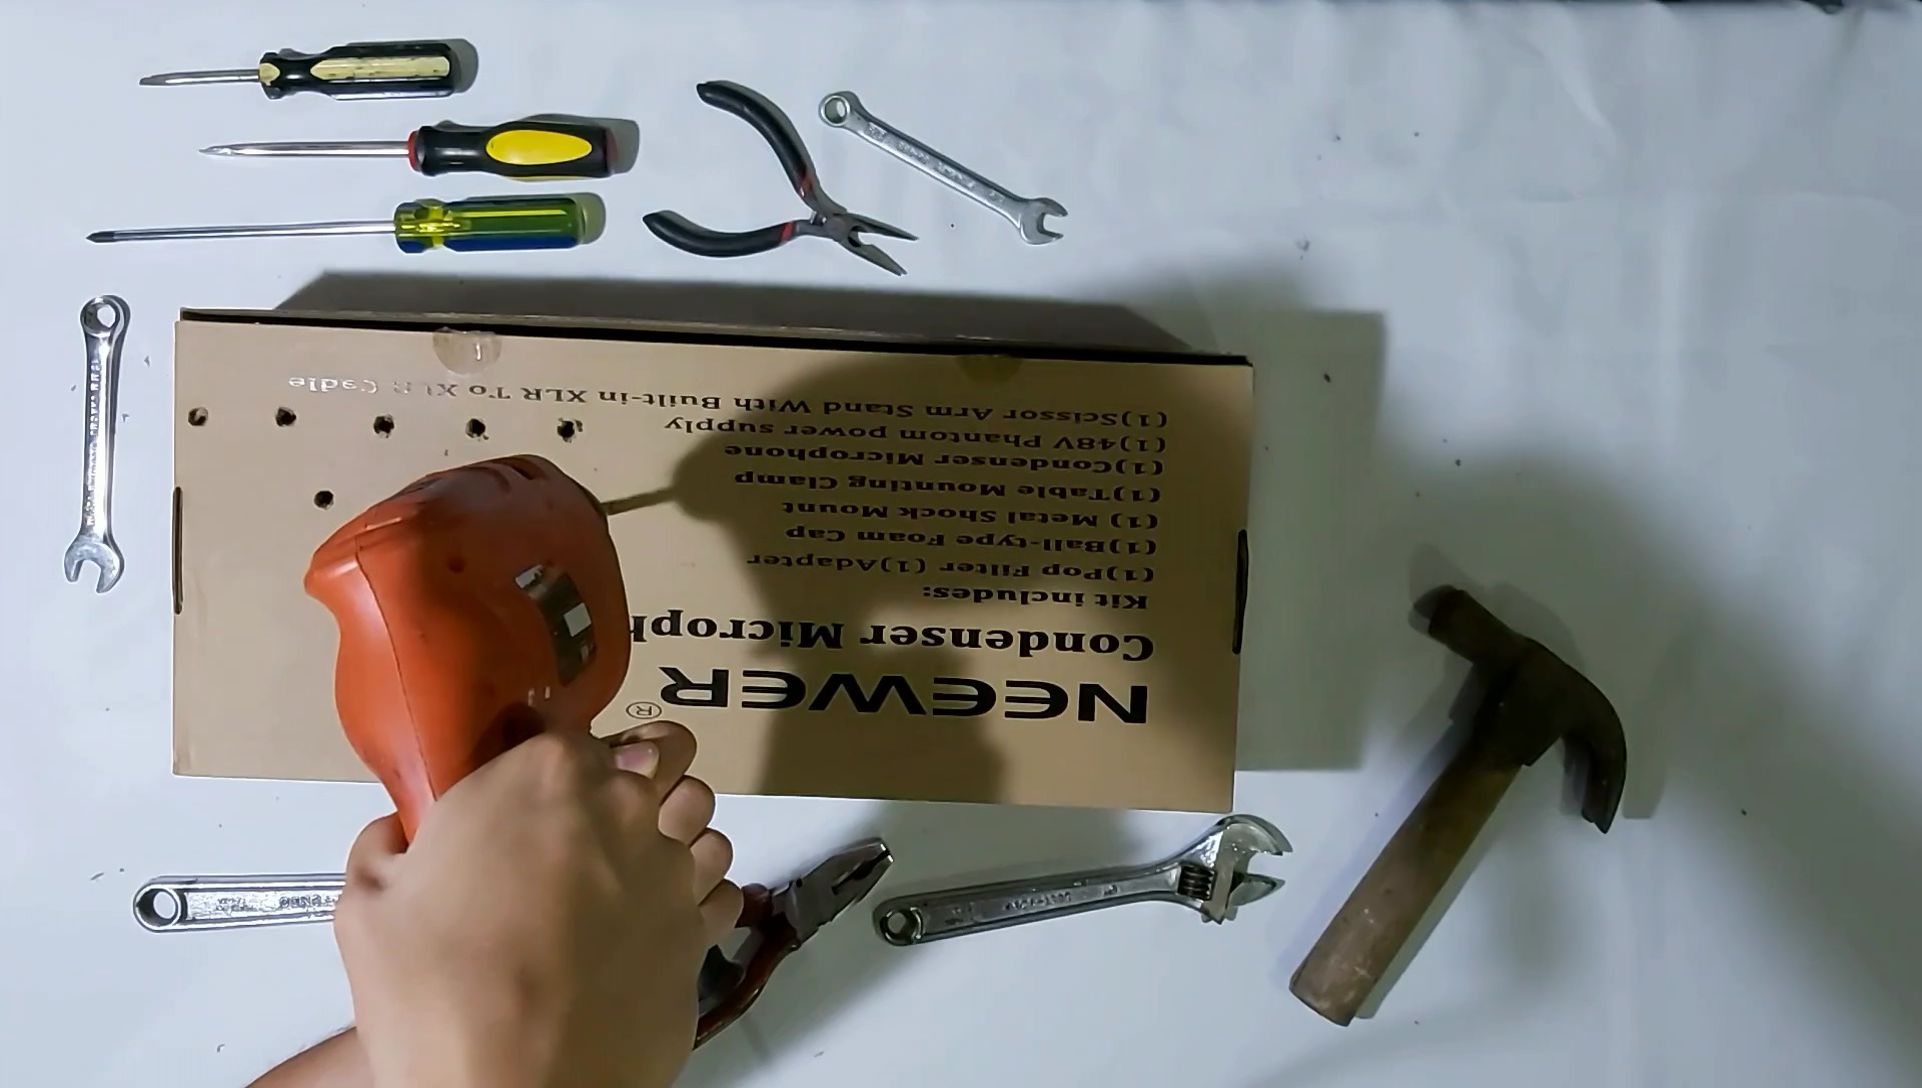 NEEWER®
Condenser Microph
Kit includes:
(1)Pop Filter (1)Adapter
(1)Ball-type Foam Cap
(1) Metal Shock Mount
(1)Table Mounting Clamp
(1)Condenser Microphone
(1)48V Phantom power supply
(1)Scissor Arm Stand With Built-in XLR To XLR Cable